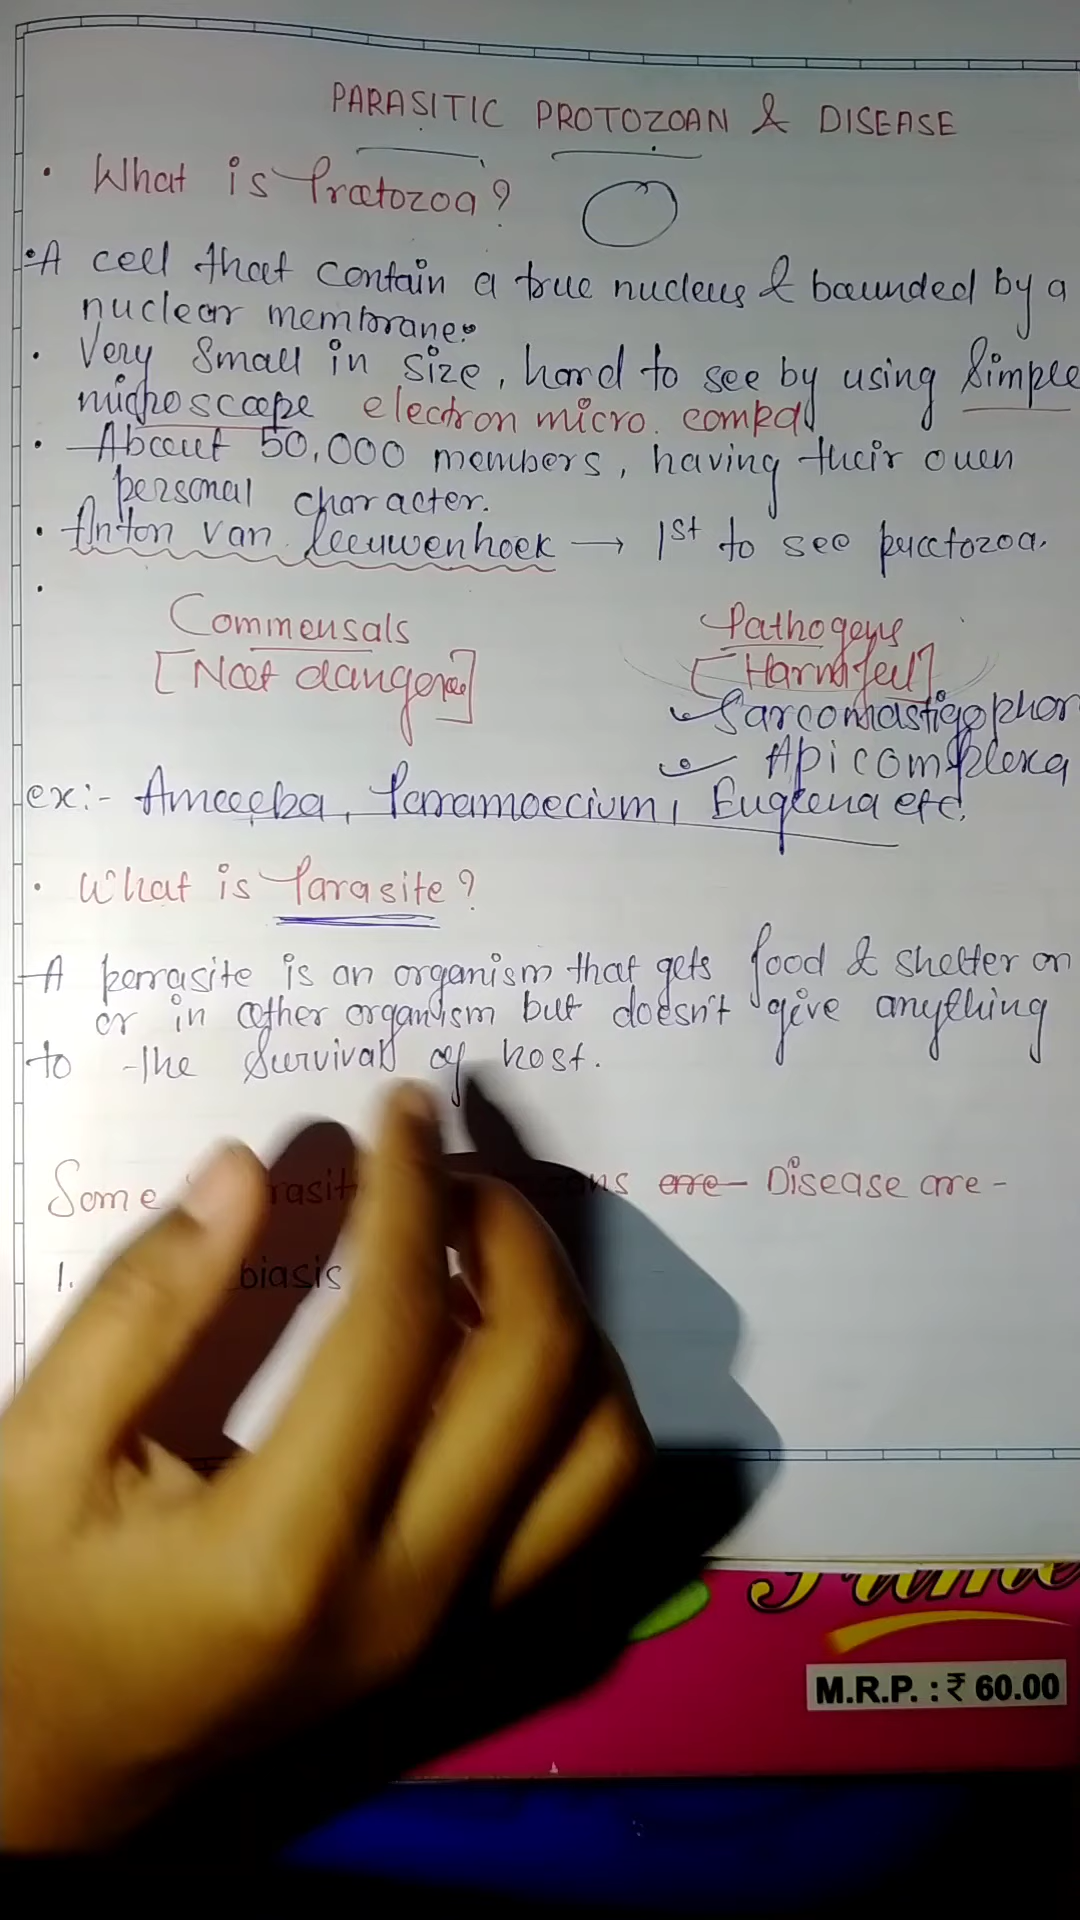 PARASITIC PROTOZOAN & DISEASE
• What is Protozoa?
• A cell that contain a true nucleus & bounded by a
nuclear membrane.
• Very small in size, hard to see by using Simple
microscope electron micro. compd
• About 50,000 members, having their own
personal character.
• Anton van leeuwenhoek → 1st to see protozoa.
Commensals
[Not danger]
Pathogens
[Harmful]
Sarcomastigophor
Apicomplexa
ex:- Amoeba, Paramoecium, Euglena etc.
• What is Parasite?
A parasite is an organism that gets food & shelter on
or in other organism but doesn't give anything
to the survival of host.
Some are Disease are -
1. biasis
M.R.P. : ₹ 60.00